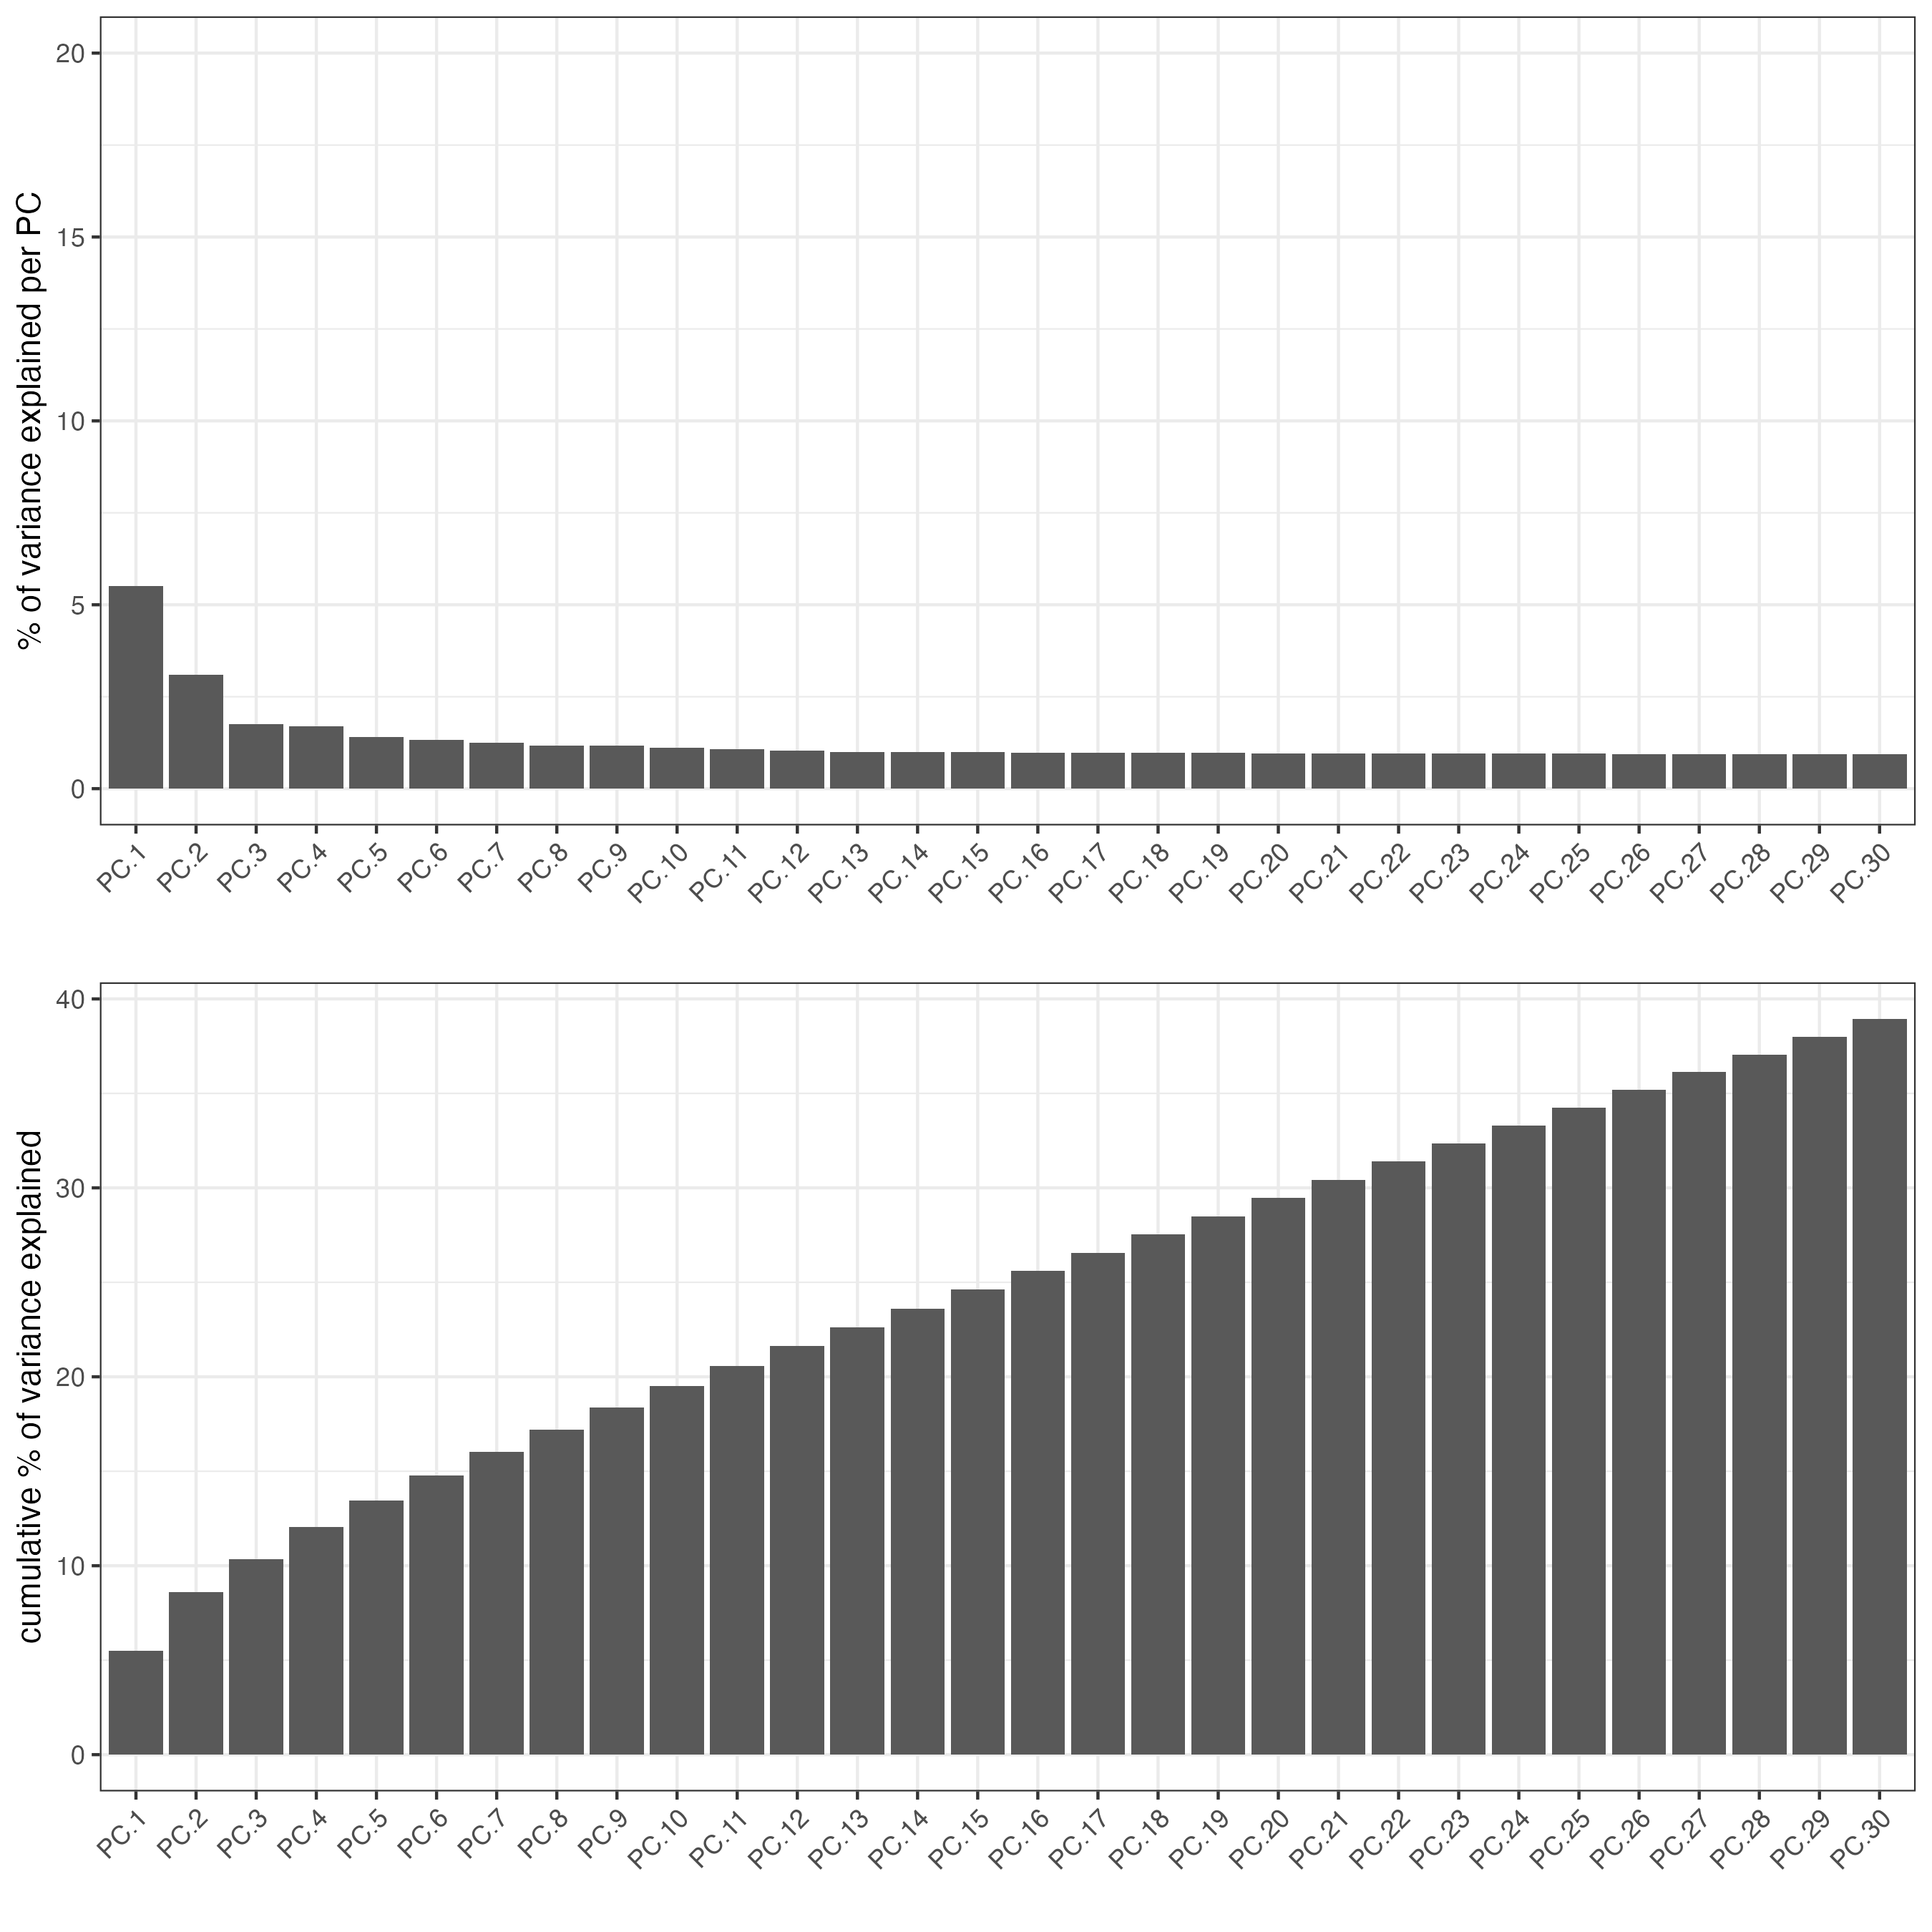 % of variance explained per PC
20
15
10
5
0
PC.1 PC.2 PC.3 PC.4 PC.5 PC.6 PC.7 PC.8 PC.9 PC.10 PC.11 PC.12 PC.13 PC.14 PC.15 PC.16 PC.17 PC.18 PC.19 PC.20 PC.21 PC.22 PC.23 PC.24 PC.25 PC.26 PC.27 PC.28 PC.29 PC.30
cumulative % of variance explained
40
30
20
10
0
PC.1 PC.2 PC.3 PC.4 PC.5 PC.6 PC.7 PC.8 PC.9 PC.10 PC.11 PC.12 PC.13 PC.14 PC.15 PC.16 PC.17 PC.18 PC.19 PC.20 PC.21 PC.22 PC.23 PC.24 PC.25 PC.26 PC.27 PC.28 PC.29 PC.30